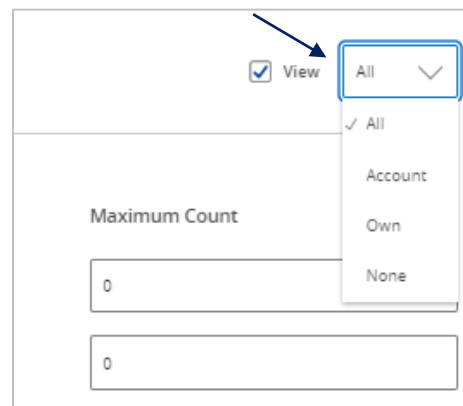 View All
✓ All
Account
Own
None
Maximum Count
0
0